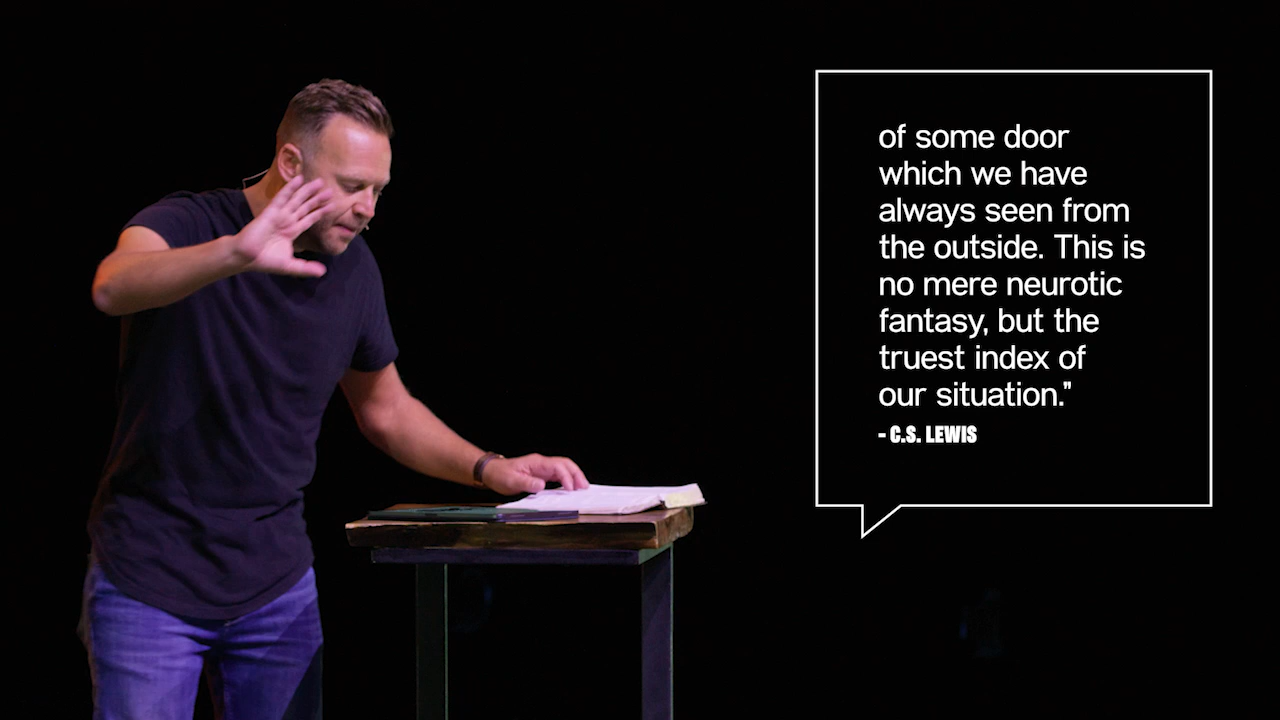 of some door
which we have
always seen from
the outside. This is
no mere neurotic
fantasy, but the
truest index of
our situation."
- C.S. LEWIS